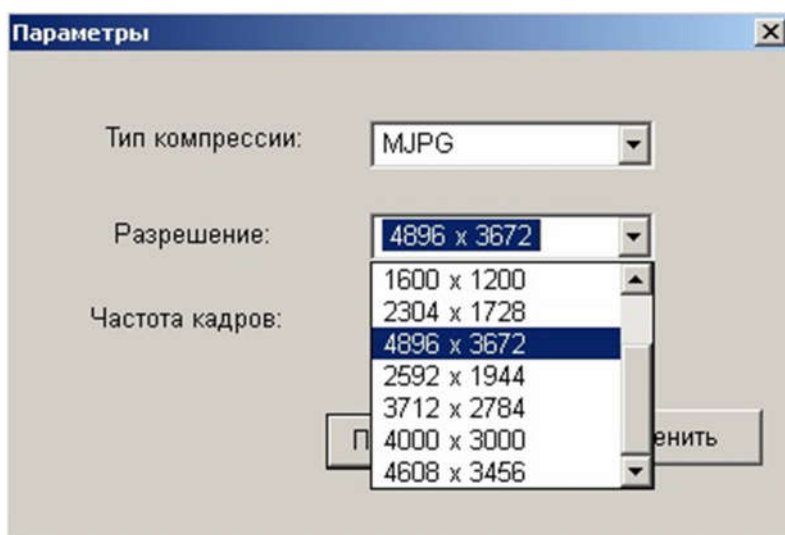 Параметры
Тип компрессии:
MJPG
Разрешение:
4896 x 3672
1600 x 1200
2304 x 1728
Частота кадров:
4896 x 3672
2592 x 1944
3712 x 2784
4000 x 3000
4608 x 3456